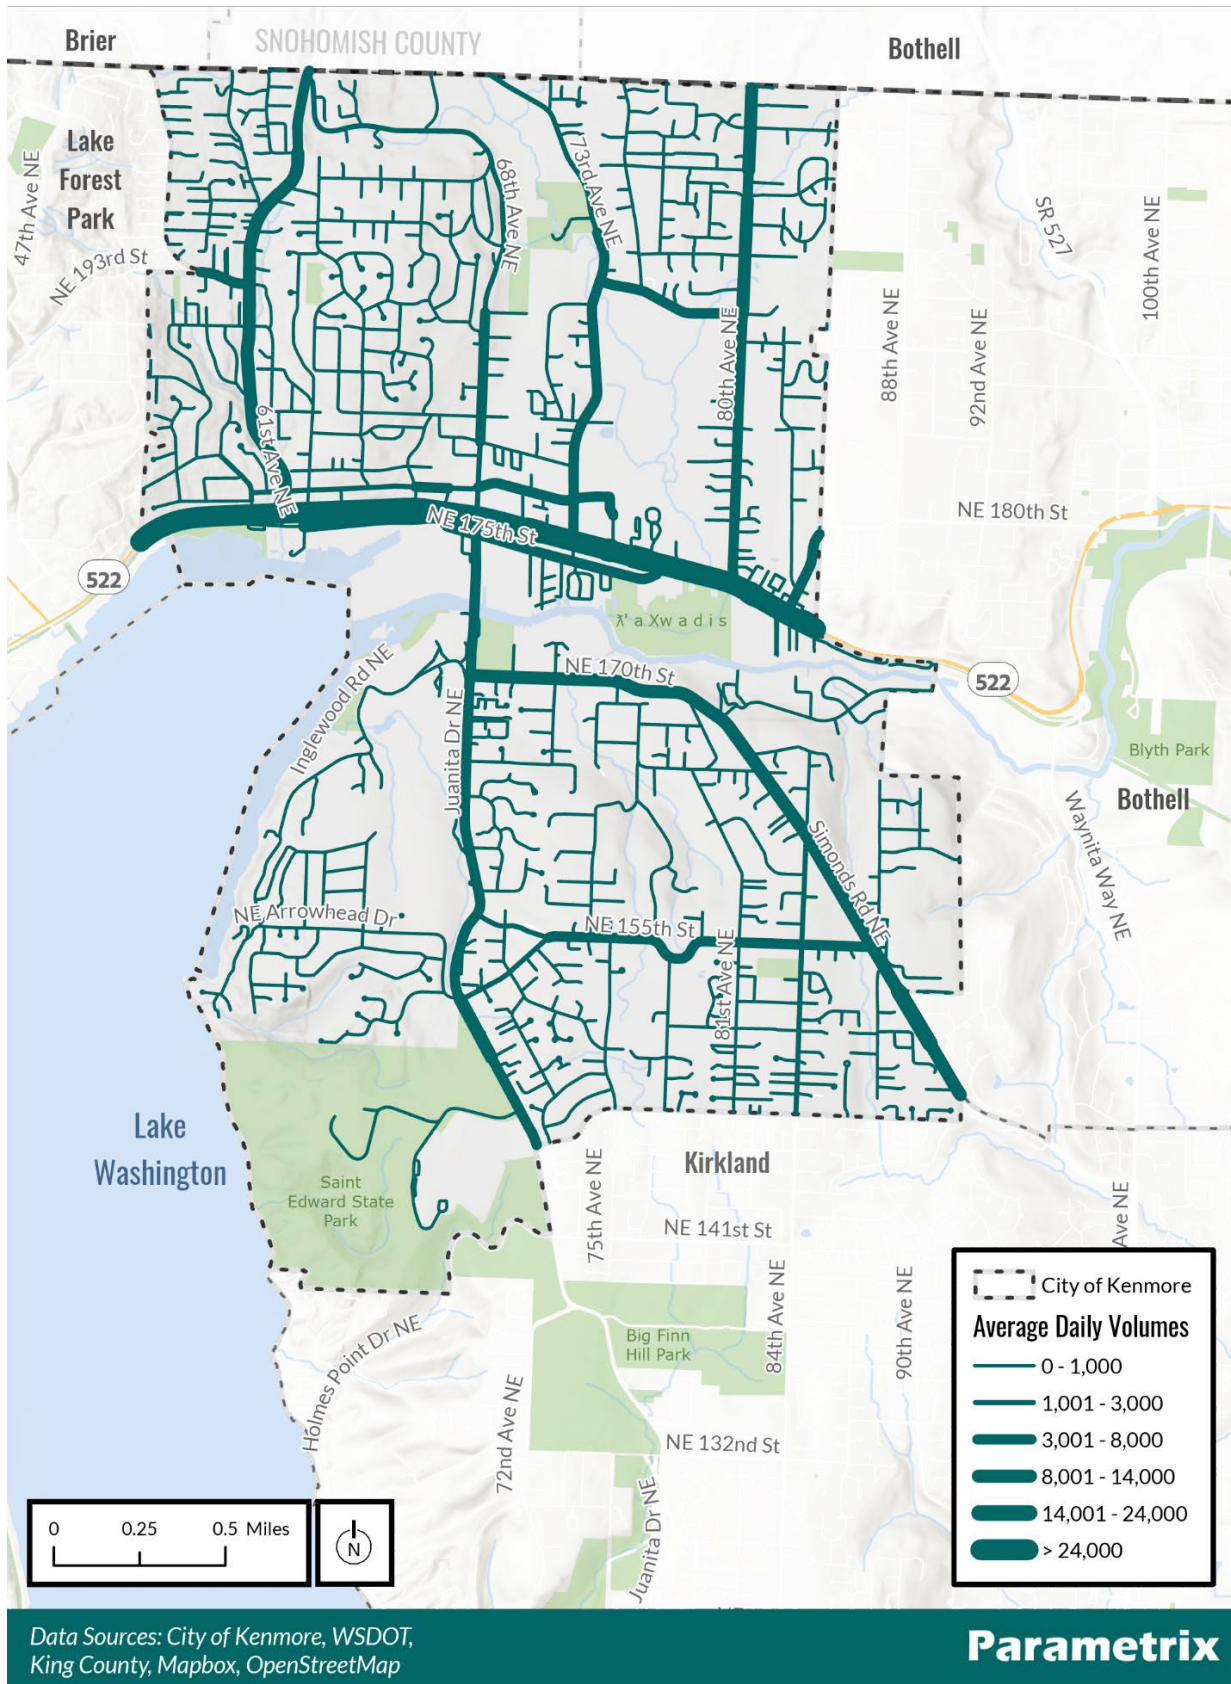 Brier
SNOHOMISH COUNTY
Bothell
Lake
Forest
Park
47th Ave NE
NE 193rd St
68th Ave NE
73rd Ave NE
80th Ave NE
SR 527
100th Ave NE
88th Ave NE
92nd Ave NE
61st Ave NE
NE 175th St
NE 180th St
522
ƛ' a X w a d i s
522
NE 170th St
Inglewood Rd NE
Juanita Dr NE
Blyth Park
Bothell
Waynita Way NE
Simonds Rd NE
NE Arrowhead Dr
NE 155th St
81st Ave NE
Lake
Washington
Saint
Edward State
Park
Kirkland
75th Ave NE
NE 141st St
Ave NE
Holmes Point Dr NE
Big Finn
Hill Park
84th Ave NE
90th Ave NE
72nd Ave NE
NE 132nd St
Juanita Dr NE
City of Kenmore
Average Daily Volumes
0 - 1,000
1,001 - 3,000
3,001 - 8,000
8,001 - 14,000
14,001 - 24,000
> 24,000
0 0.25 0.5 Miles
N
Data Sources: City of Kenmore, WSDOT,
King County, Mapbox, OpenStreetMap
Parametrix